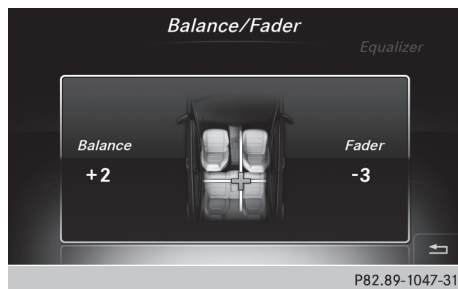 Balance/Fader
Equalizer
Balance
Fader
+2
-3
P82.89-1047-31